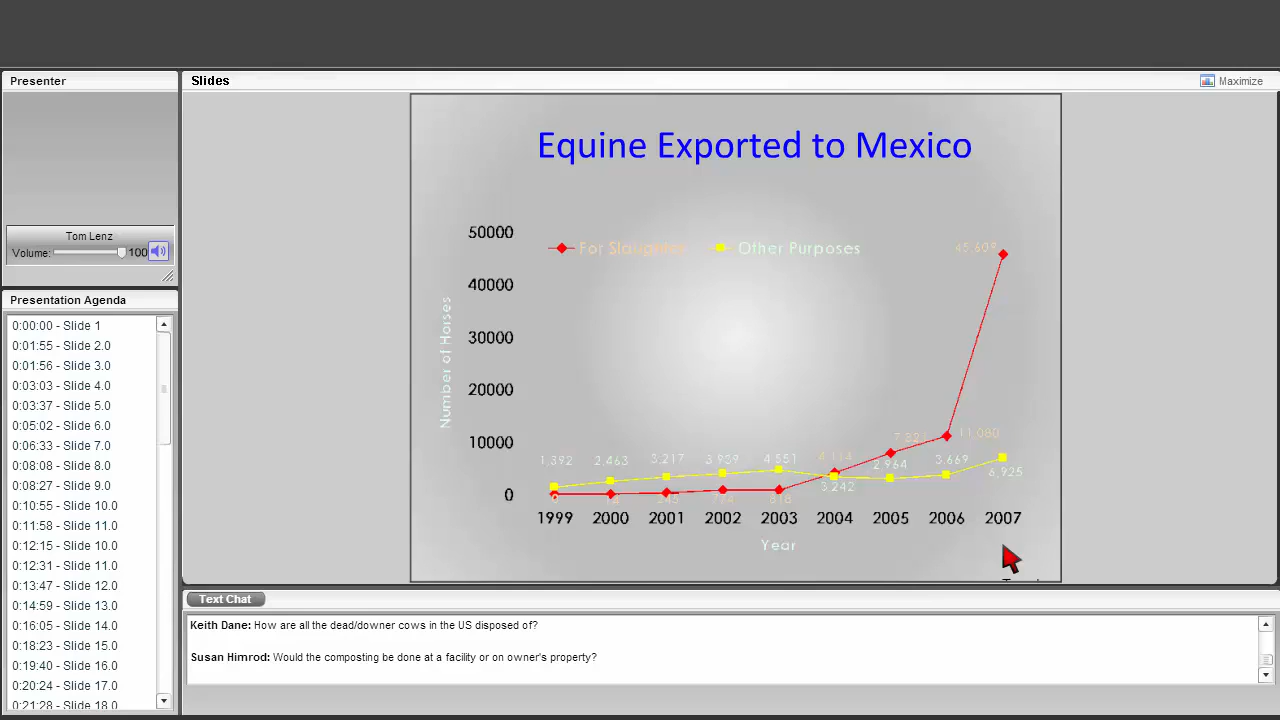 Presenter
Slides
Maximize
Tom Lenz
Volume: 100
Presentation Agenda
0:00:00 - Slide 1
0:01:55 - Slide 2.0
0:01:56 - Slide 3.0
0:03:03 - Slide 4.0
0:03:37 - Slide 5.0
0:05:02 - Slide 6.0
0:06:33 - Slide 7.0
0:08:08 - Slide 8.0
0:08:27 - Slide 9.0
0:10:55 - Slide 10.0
0:11:58 - Slide 11.0
0:12:15 - Slide 10.0
0:12:31 - Slide 11.0
0:13:47 - Slide 12.0
0:14:59 - Slide 13.0
0:16:05 - Slide 14.0
0:18:23 - Slide 15.0
0:19:40 - Slide 16.0
0:20:24 - Slide 17.0
0:21:28 - Slide 18.0
Equine Exported to Mexico
For Slaughter
Other Purposes
Number of Horses
50000
40000
30000
20000
10000
0
45,609
11,080
4,114
1,392
2,463
3,217
3,939
4,551
3,242
2,964
3,669
6,925
1999 2000 2001 2002 2003 2004 2005 2006 2007
Year
Text Chat
Keith Dane: How are all the dead/downer cows in the US disposed of?
Susan Himrod: Would the composting be done at a facility or on owner's property?